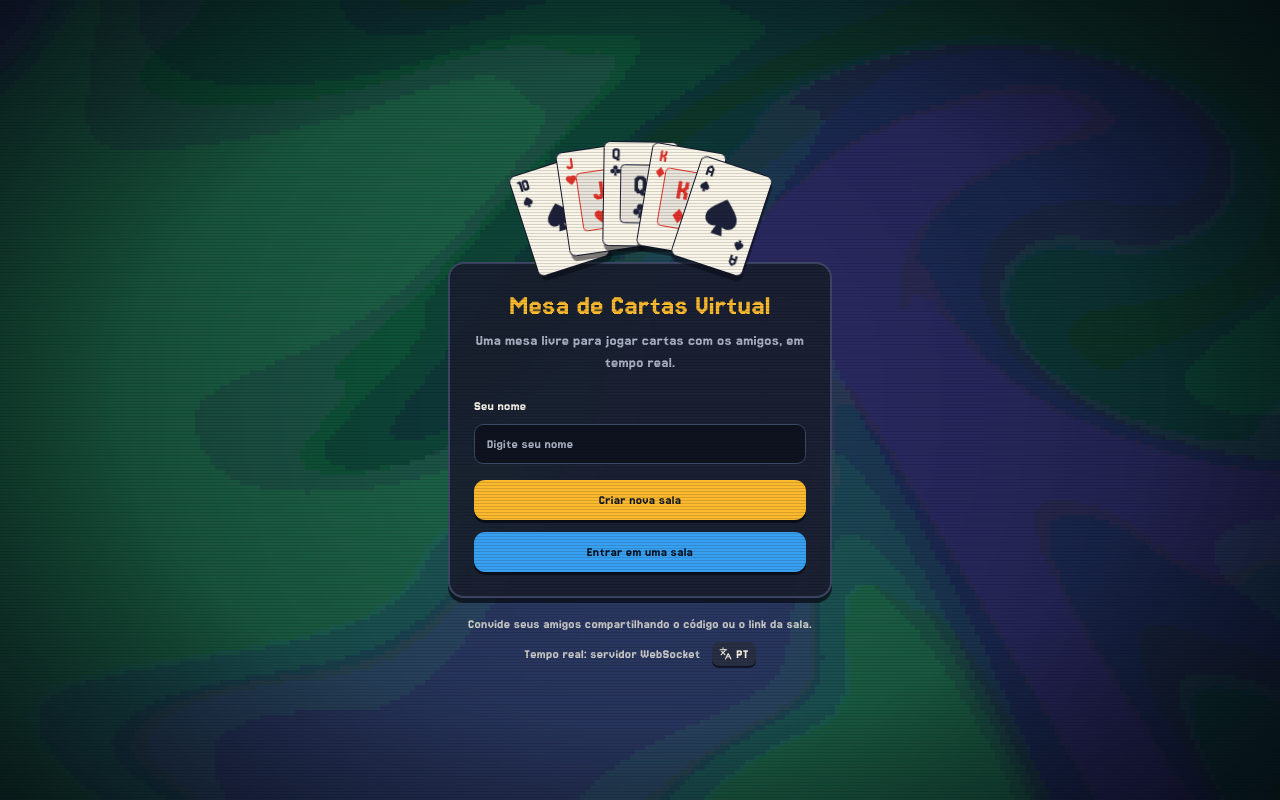 10
J
J
Q
Q
K
K
A
A
Mesa de Cartas Virtual
Uma mesa livre para jogar cartas com os amigos, em
tempo real.
Seu nome
Digite seu nome
Criar nova sala
Entrar em uma sala
Convide seus amigos compartilhando o código ou o link da sala.
Tempo real: servidor WebSocket PT